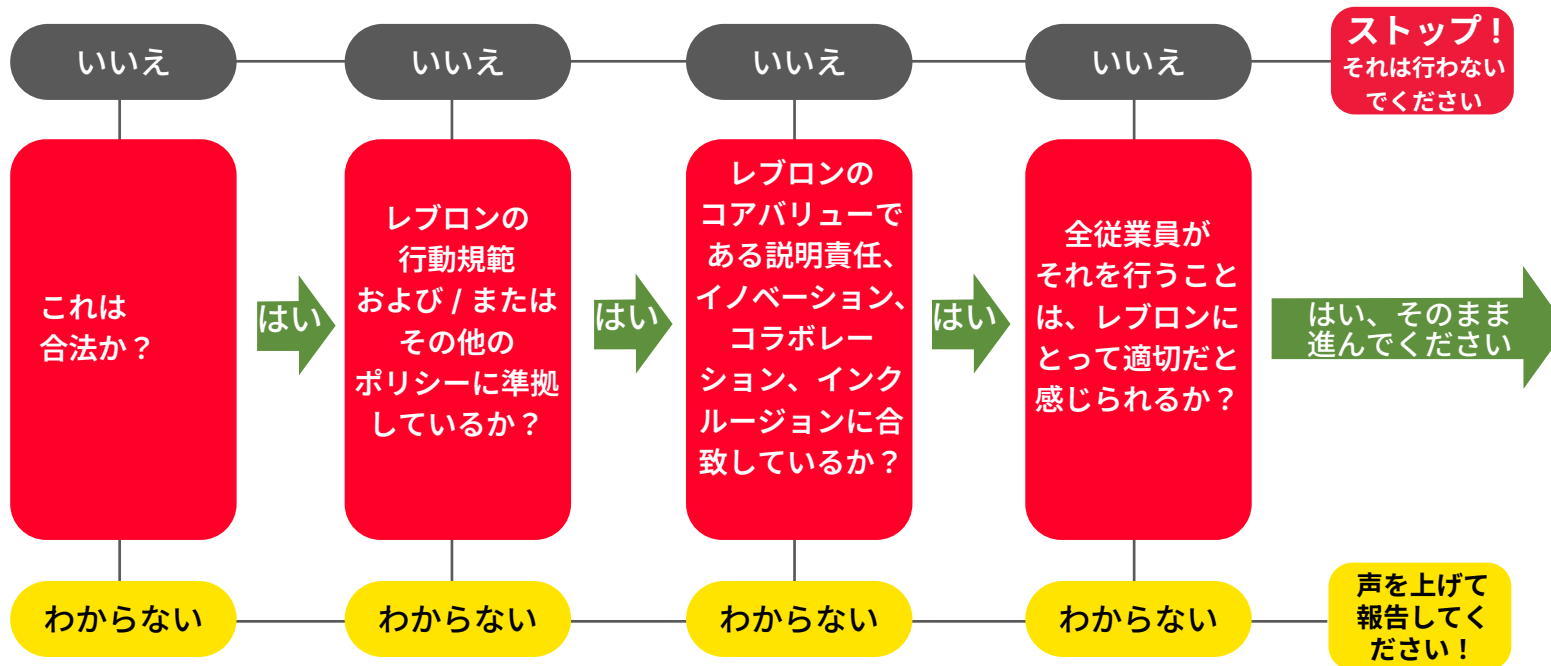 いいえ
いいえ
いいえ
いいえ
ストップ！
それは行わない
でください
これは
合法か？
はい
レブロンの
行動規範
および / または
その他の
ポリシーに準拠
しているか？
はい
レブロンの
コアバリューで
ある説明責任、
イノベーション、
コラボレー
ション、インク
ルージョンに合
致しているか？
はい
全従業員が
それを行うこと
は、レブロンに
とって適切だと
感じられるか？
はい、そのまま
進んでください
わからない
わからない
わからない
わからない
声を上げて
報告してく
ださい！